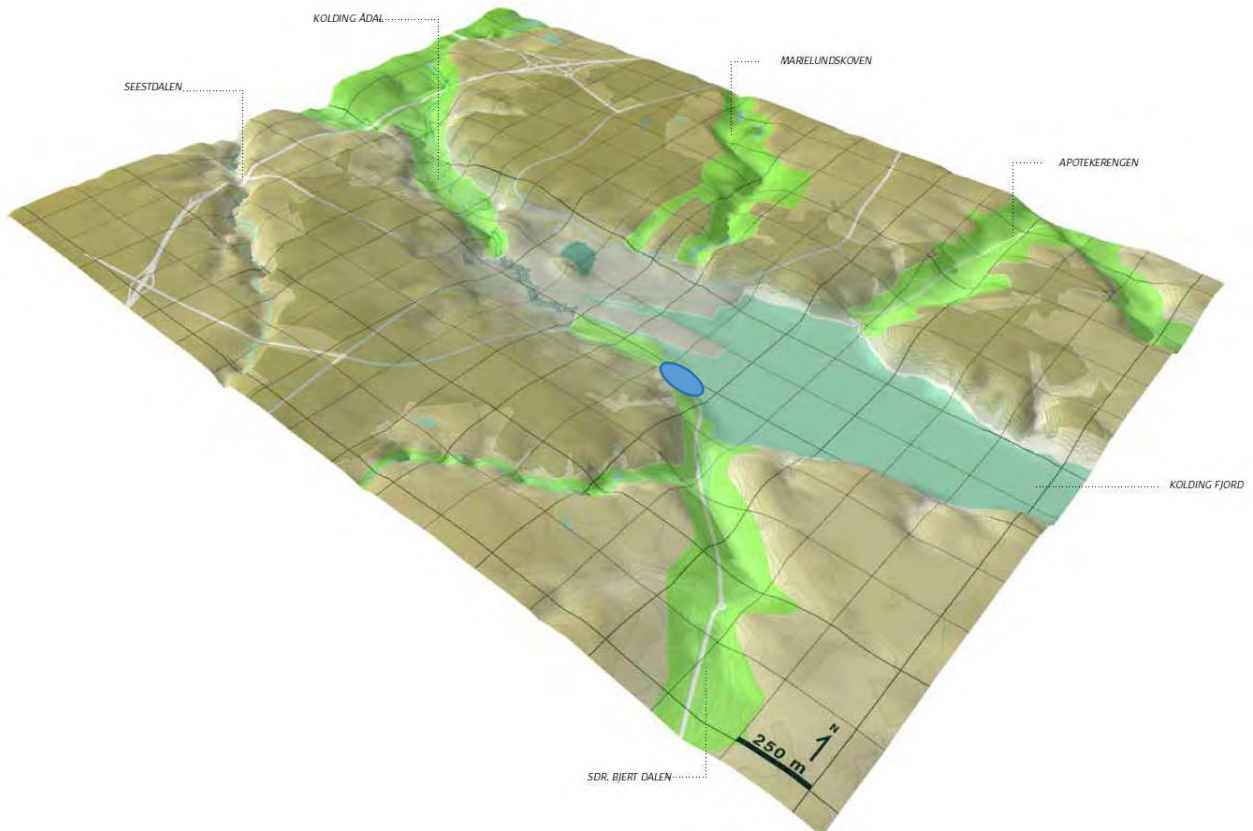 KOLDING ÅDAL
MARIELUNDSKOVEN
SEESTDALEN
APOTEKERENGEN
KOLDING FJORD
N
250 m
SDR. BJERT DALEN